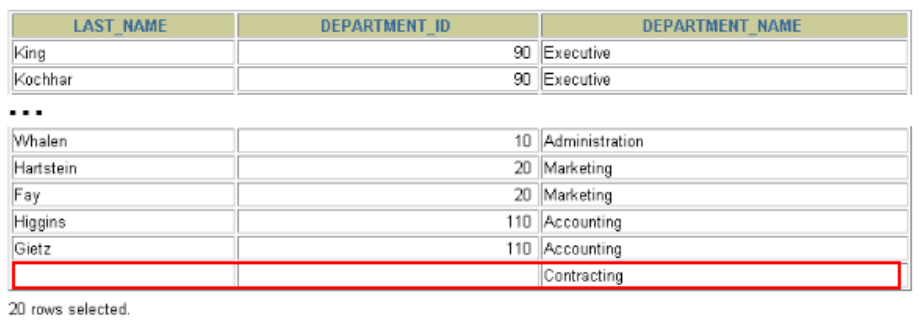 LAST_NAME DEPARTMENT_ID DEPARTMENT_NAME
King 90 Executive
Kochhar 90 Executive
...
Whalen 10 Administration
Hartstein 20 Marketing
Fay 20 Marketing
Higgins 110 Accounting
Gietz 110 Accounting
Contracting
20 rows selected.